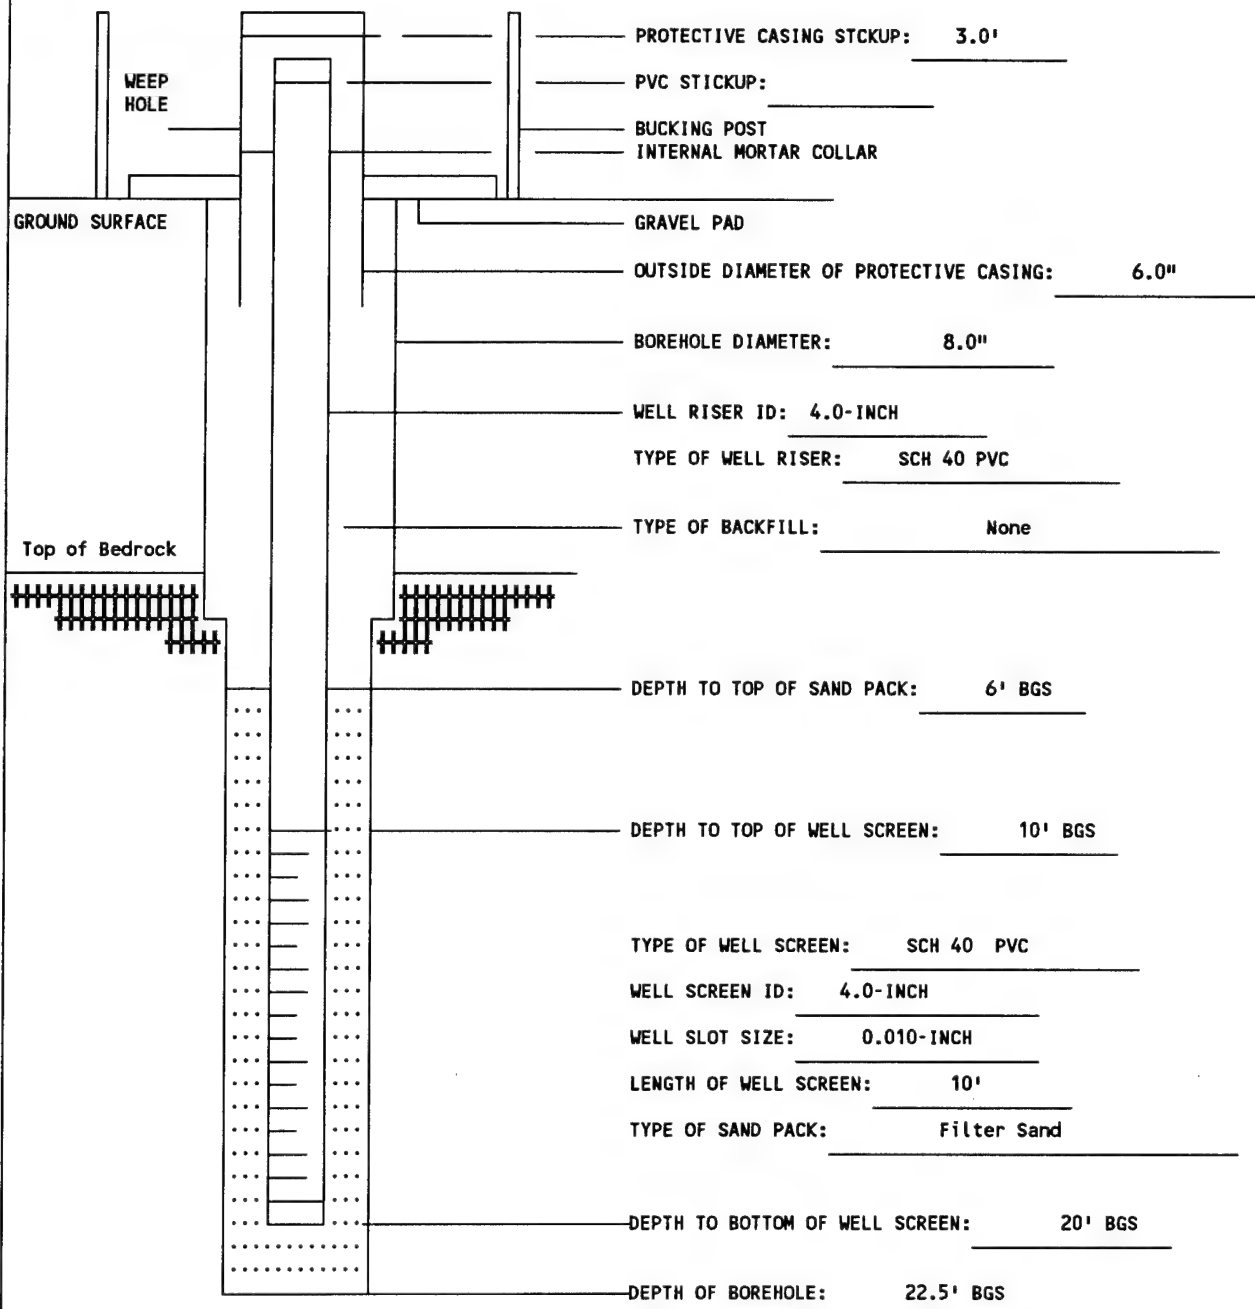 PROTECTIVE CASING STCKUP: 3.0'
WEEP
HOLE
PVC STICKUP:
BUCKING POST
INTERNAL MORTAR COLLAR
GROUND SURFACE
GRAVEL PAD
OUTSIDE DIAMETER OF PROTECTIVE CASING: 6.0"
BOREHOLE DIAMETER: 8.0"
WELL RISER ID: 4.0-INCH
TYPE OF WELL RISER: SCH 40 PVC
TYPE OF BACKFILL: None
Top of Bedrock
DEPTH TO TOP OF SAND PACK: 6' BGS
DEPTH TO TOP OF WELL SCREEN: 10' BGS
TYPE OF WELL SCREEN: SCH 40 PVC
WELL SCREEN ID: 4.0-INCH
WELL SLOT SIZE: 0.010-INCH
LENGTH OF WELL SCREEN: 10'
TYPE OF SAND PACK: Filter Sand
DEPTH TO BOTTOM OF WELL SCREEN: 20' BGS
DEPTH OF BOREHOLE: 22.5' BGS